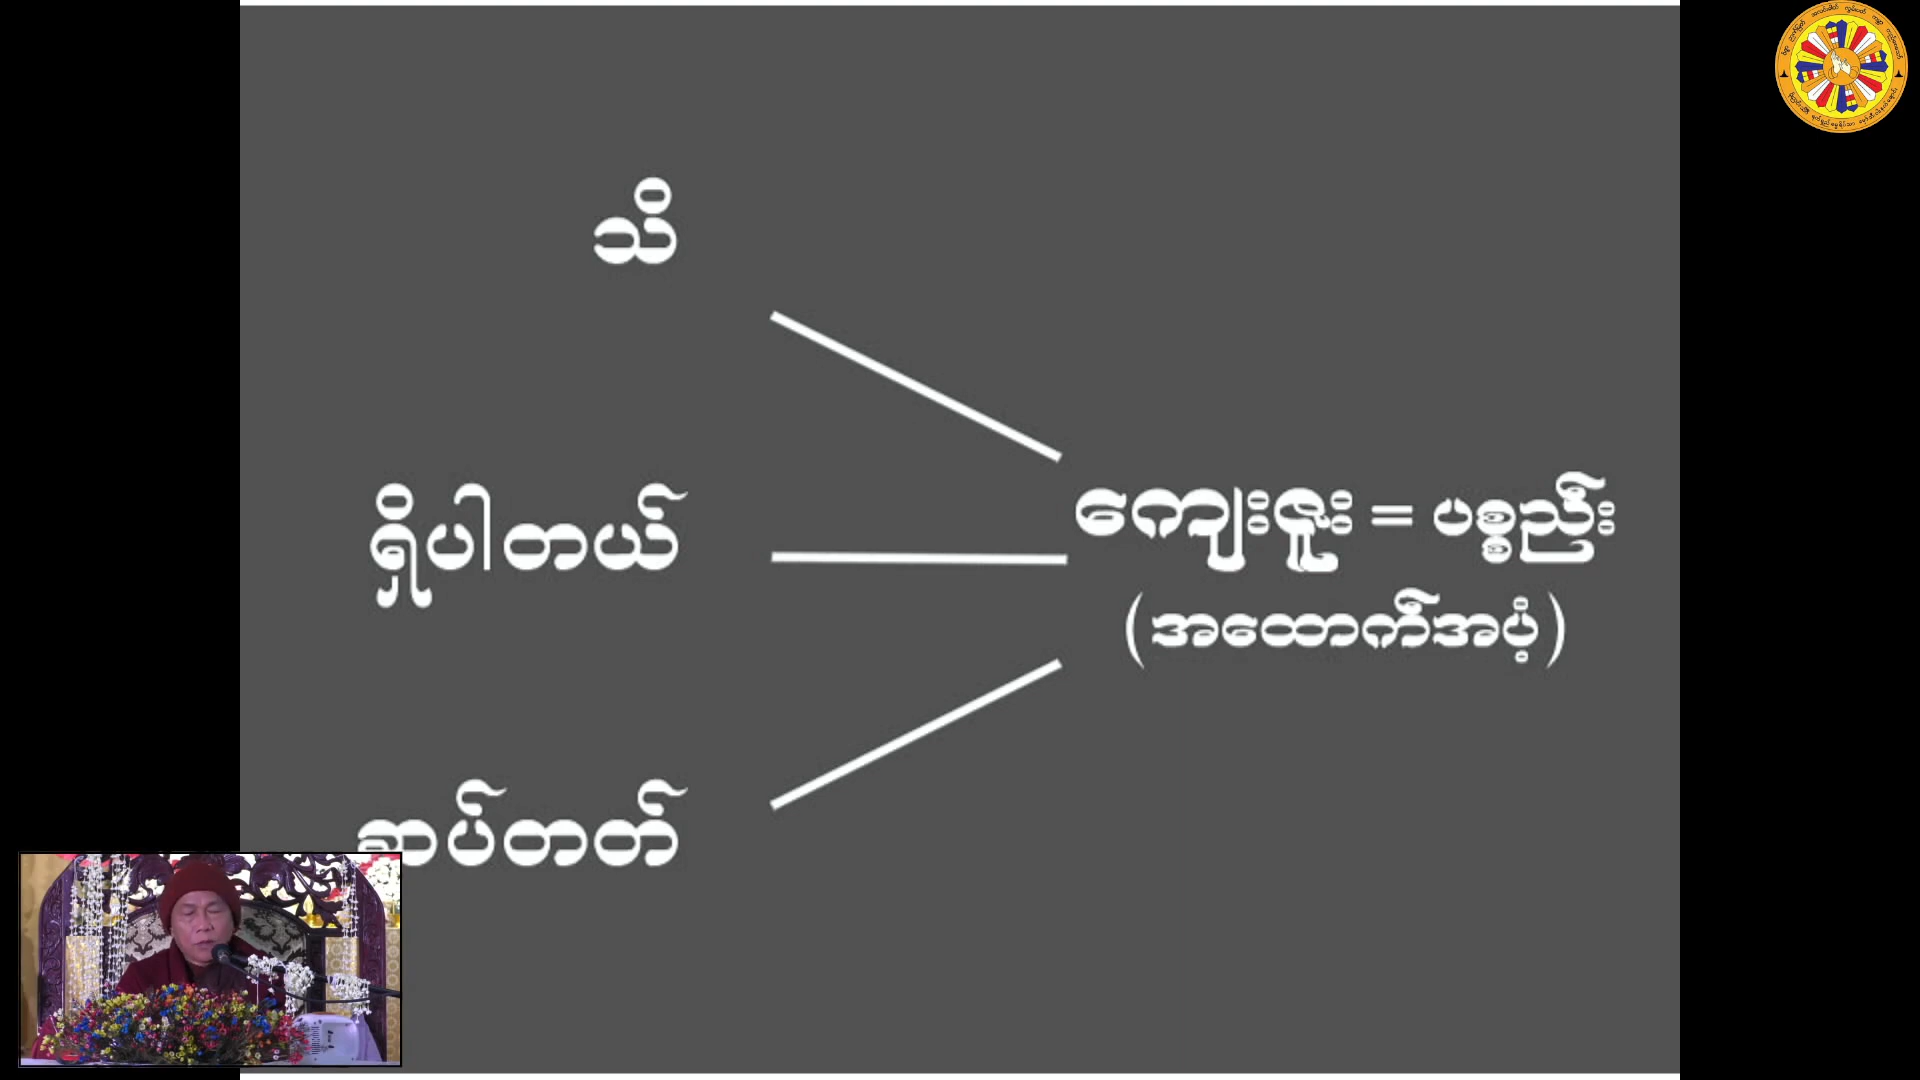 သိ
ရှိပါတယ်
ကျေးဇူး = ပစ္စည်း
(အထောက်အပံ့)
ဆပ်တတ်